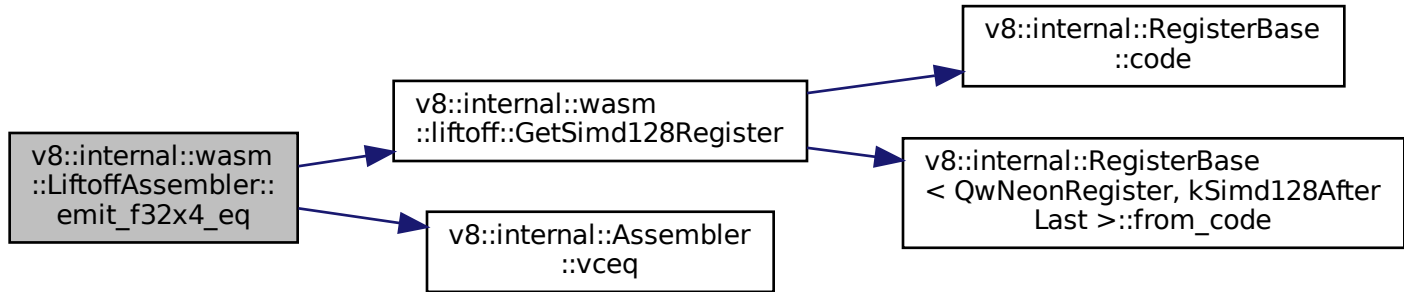 v8::internal::wasm
::LiftoffAssembler::
emit_f32x4_eq
v8::internal::wasm
::liftoff::GetSimd128Register
v8::internal::Assembler
::vceq
v8::internal::RegisterBase
::code
v8::internal::RegisterBase
< QwNeonRegister, kSimd128After
Last >::from_code